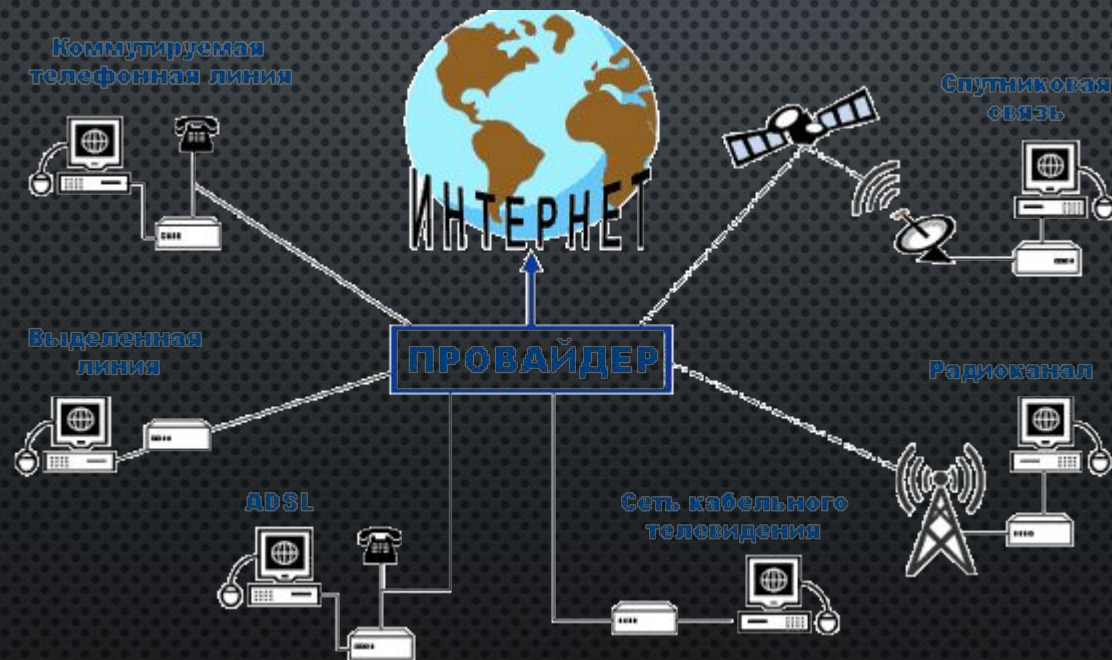 Коммутируемая
телефонная линия
ИНТЕРНЕТ
Спутниковая
связь
Выделенная
линия
ПРОВАЙДЕР
Радиоканал
ADSL
Сеть кабельного
телевидения